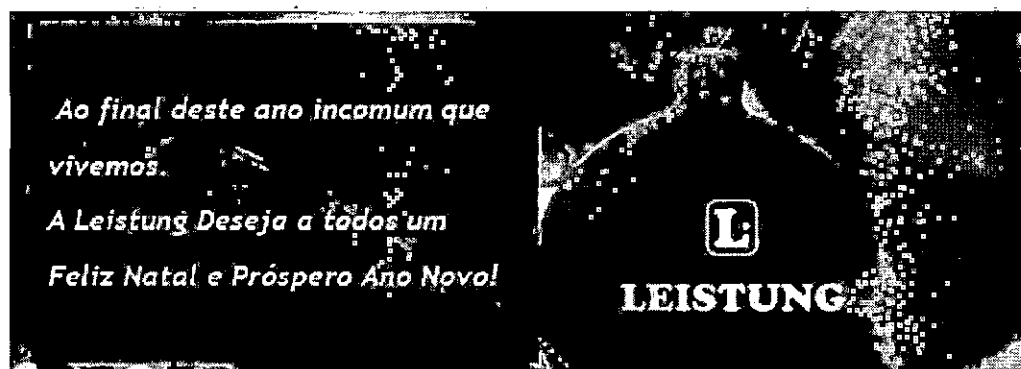 Ao final deste ano incomum que
vivemos.
A Leistung Deseja a todos um
Feliz Natal e Próspero Ano Novo!
L
LEISTUNG